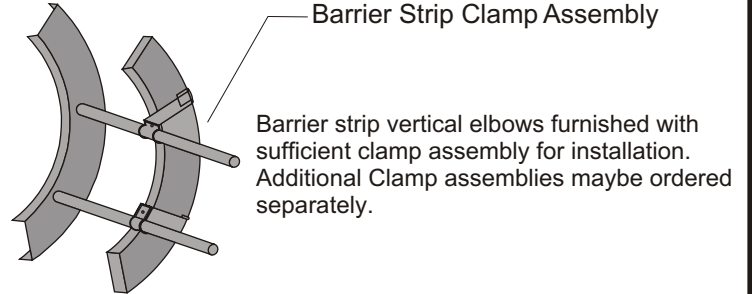 Barrier Strip Clamp Assembly
Barrier strip vertical elbows furnished with
sufficient clamp assembly for installation.
Additional Clamp assemblies maybe ordered
separately.